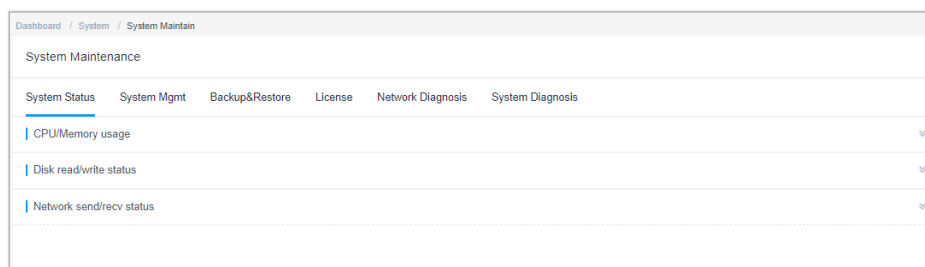 Dashboard / System / System Maintain
System Maintenance
System Status System Mgmt Backup&Restore License Network Diagnosis System Diagnosis
CPU/Memory usage
Disk read/write status
Network send/recv status